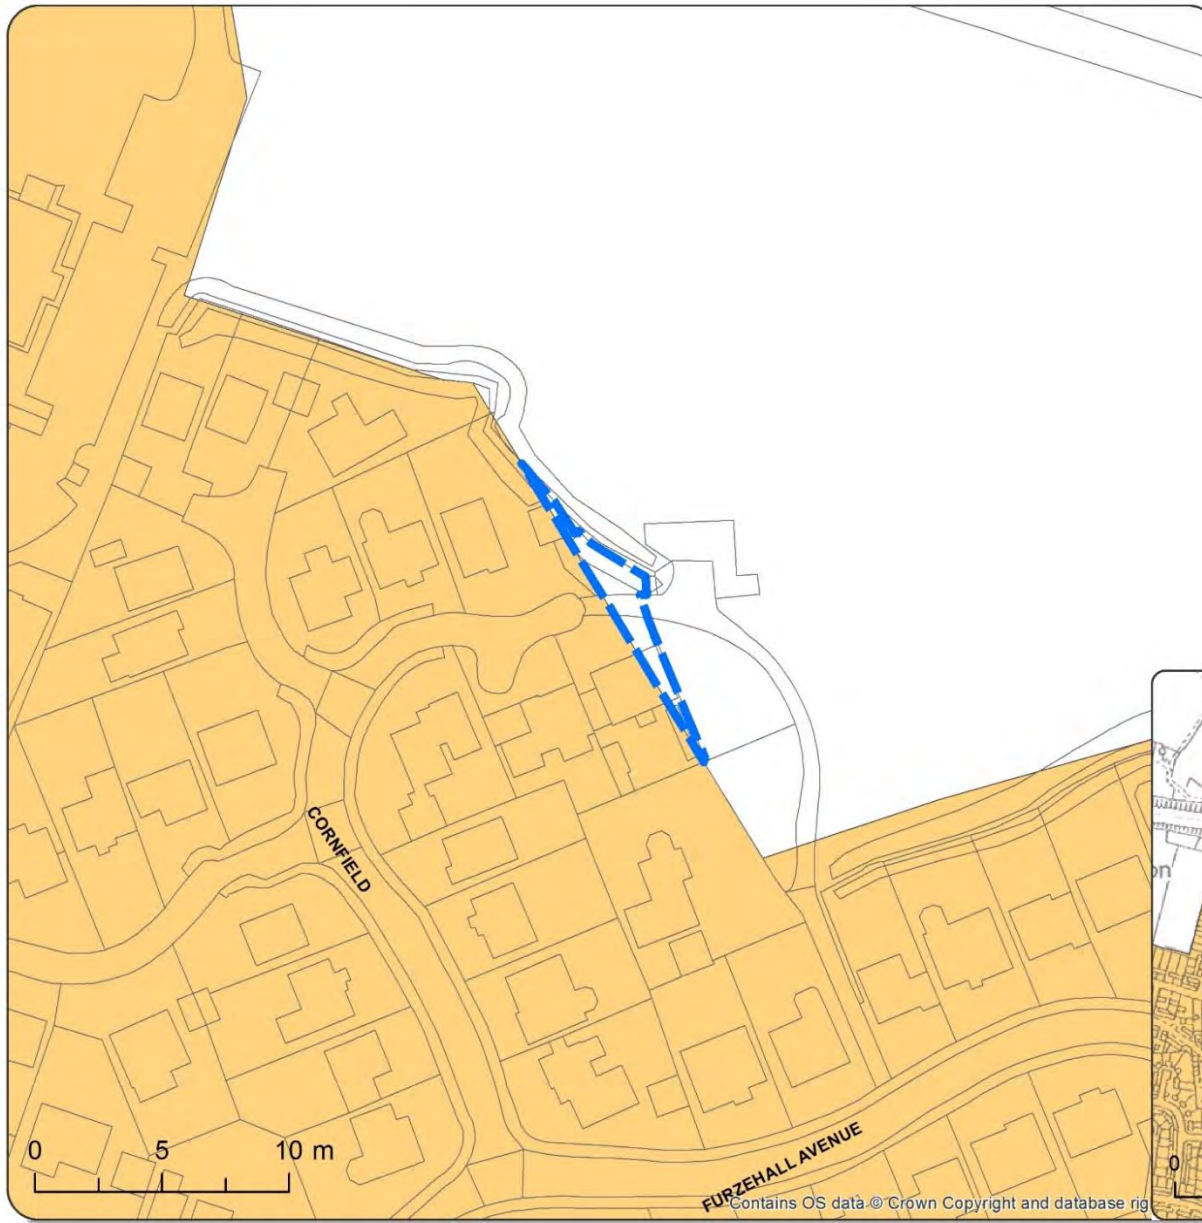 CORNFIELD
0 5 10 m
FURZEHALL AVENUE
Contains OS data © Crown Copyright and database rig
on
0